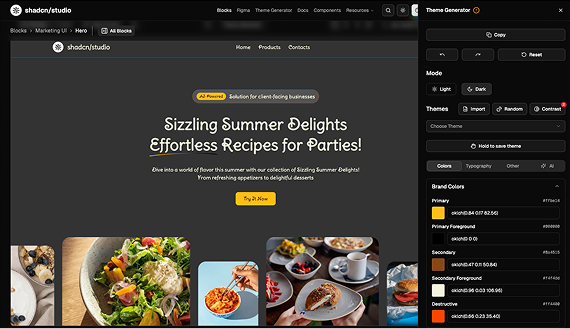 shadcn/studio
Blocks Figma Theme Generator Docs Components Resources
Blocks > Marketing UI > Hero
All Blocks
shadcn/studio
Home Products Contacts
AI-Powered Solution for client-facing businesses
Sizzling Summer Delights
Effortless Recipes for Parties!
Dive into a world of flavor this summer with our collection of Sizzling Summer Delights!
From refreshing appetizers to delightful desserts
Try It Now
Theme Generator
Copy
Reset
Mode
Light
Dark
Themes
Import
Random
Contrast
Choose Theme
Hold to save theme
Colors Typography Other AI
Brand Colors
Primary
oklch(0.84 0.17 82.56)
Primary Foreground #000000
oklch(0 0 0)
Secondary
oklch(0.47 0.11 50.84)
Secondary Foreground
oklch(0.96 0.03 106.95)
Destructive
oklch(0.66 0.23 35.40)